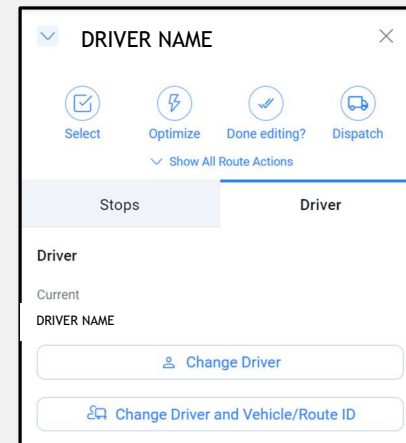 DRIVER NAME
Select Optimize Done editing? Dispatch
Show All Route Actions
Stops Driver
Driver
Current
DRIVER NAME
Change Driver
Change Driver and Vehicle/Route ID